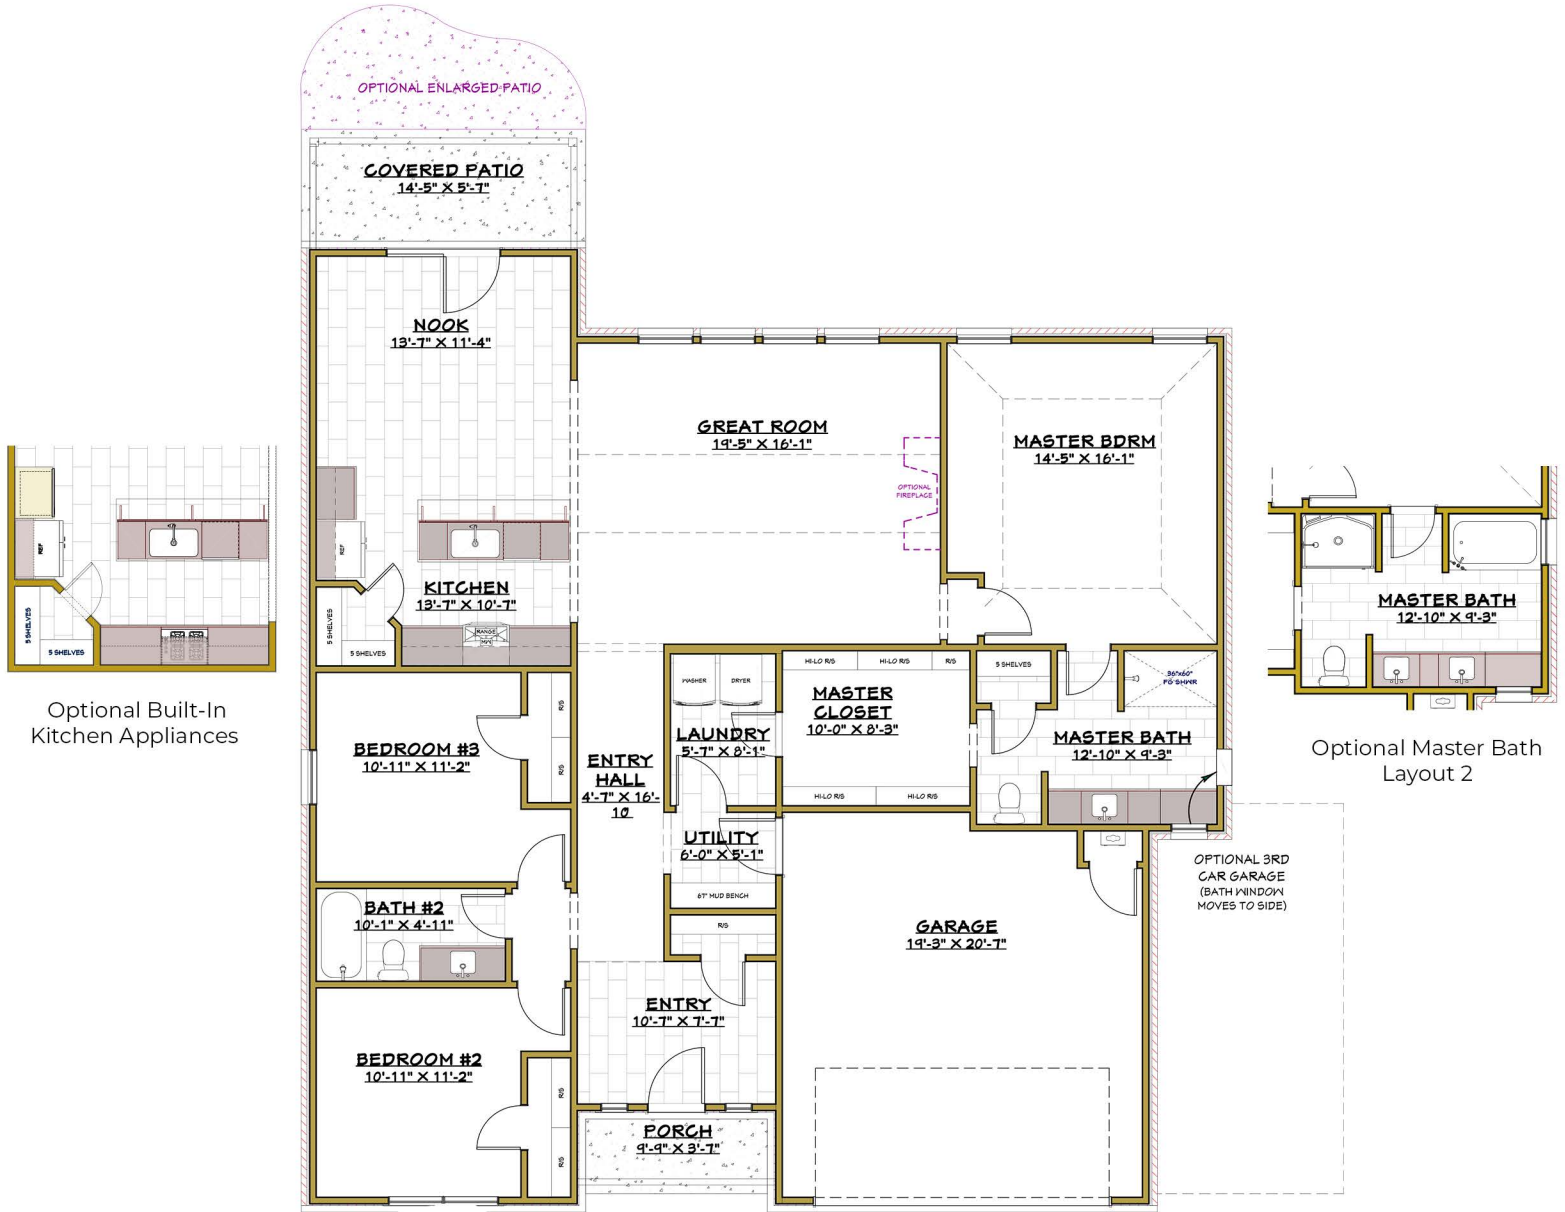 OPTIONAL ENLARGED PATIO
COVERED PATIO
14'-5" X 5'-7"
NOOK
13'-7" X 11'-4"
GREAT ROOM
19'-5" X 16'-1"
MASTER BDRM
14'-5" X 16'-1"
OPTIONAL
FIREPLACE
REF
KITCHEN
13'-7" X 10'-7"
5 SHELVES
5 SHELVES
RANGE
REF
5 SHELVES
5 SHELVES
Optional Built-In
Kitchen Appliances
MASTER BATH
12'-10" X 9'-3"
Optional Master Bath
Layout 2
WASHER
DRYER
HI-LO R/S
HI-LO R/S
R/S
5 SHELVES
36"x60"
FG SHWR
MASTER
CLOSET
10'-0" X 8'-3"
LAUNDRY
5'-7" X 8'-1"
MASTER BATH
12'-10" X 9'-3"
HI-LO R/S
HI-LO R/S
BEDROOM #3
10'-11" X 11'-2"
R/S
R/S
ENTRY
HALL
4'-7" X 16'-
10
UTILITY
6'-0" X 5'-1"
67" MUD BENCH
OPTIONAL 3RD
CAR GARAGE
(BATH WINDOW
MOVES TO SIDE)
BATH #2
10'-1" X 4'-11"
R/S
GARAGE
19'-3" X 20'-7"
ENTRY
10'-7" X 7'-7"
BEDROOM #2
10'-11" X 11'-2"
R/S
R/S
PORCH
9'-9" X 3'-7"